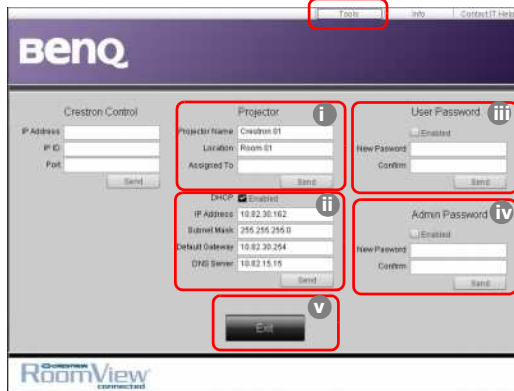 Tools Info Contact IT Help
BenQ
Crestron Control
IP Address
IP ID
Port
Send
Projector
i
Projector Name Creston 01
Location Room 01
Assigned To
Send
ii
DHCP Enabled
IP Address 10.82.30.162
Subnet Mask 255.255.255.0
Default Gateway 10.82.30.254
DNS Server 10.82.15.15
Send
User Password
iii
Enabled
New Pasword
Confirm
Send
Admin Password
iv
Enabled
New Pasword
Confirm
Send
v
Exit
CRESTRON
RoomView
connected